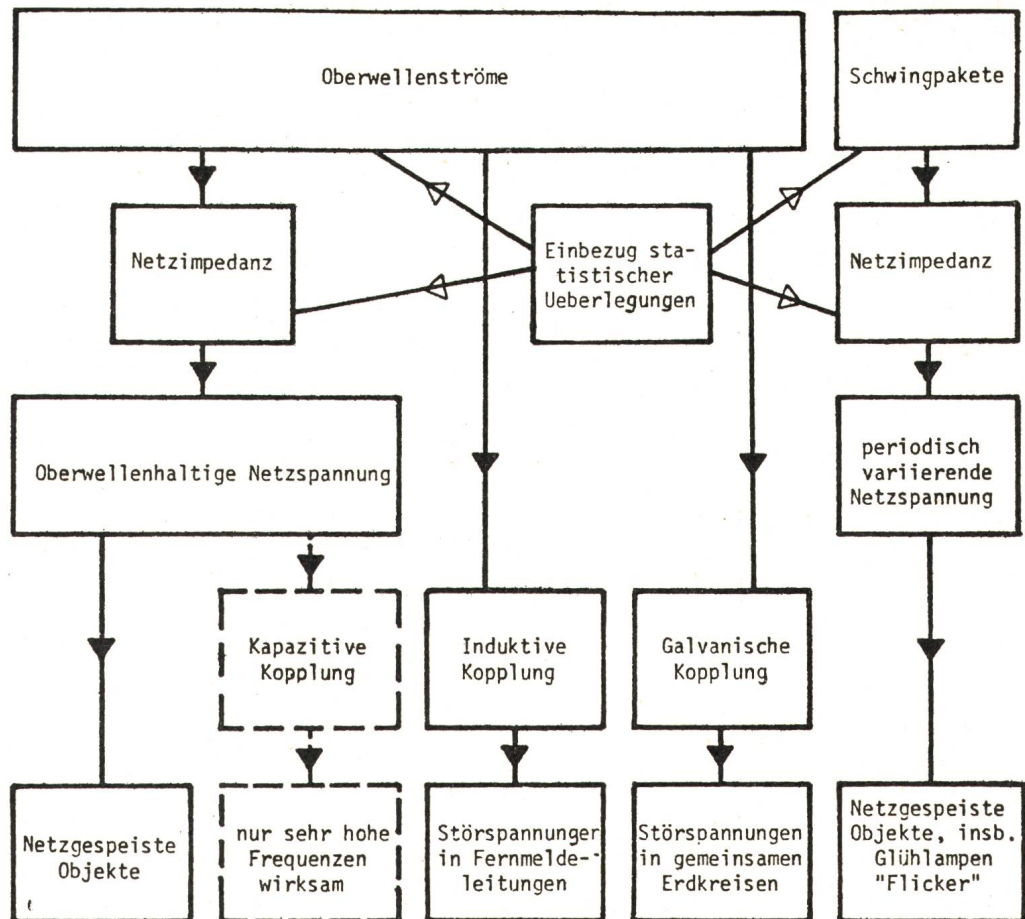 Oberwellenströme
Schwingpakete
Netzimpedanz
Einbezug sta-
tistischer
Ueberlegungen
Netzimpedanz
Oberwellenhaltige Netzspannung
periodisch
variierende
Netzspannung
Kapazitive
Kopplung
Induktive
Kopplung
Galvanische
Kopplung
Netzgespeiste
Objekte
nur sehr hohe
Frequenzen
wirksam
Störspannunger
in Fernmelde-
leitungen
Störspannungen
in gemeinsamen
Erdkreisen
Netzgespeiste
Objekte, insb.
Glühlampen
"Flicker"